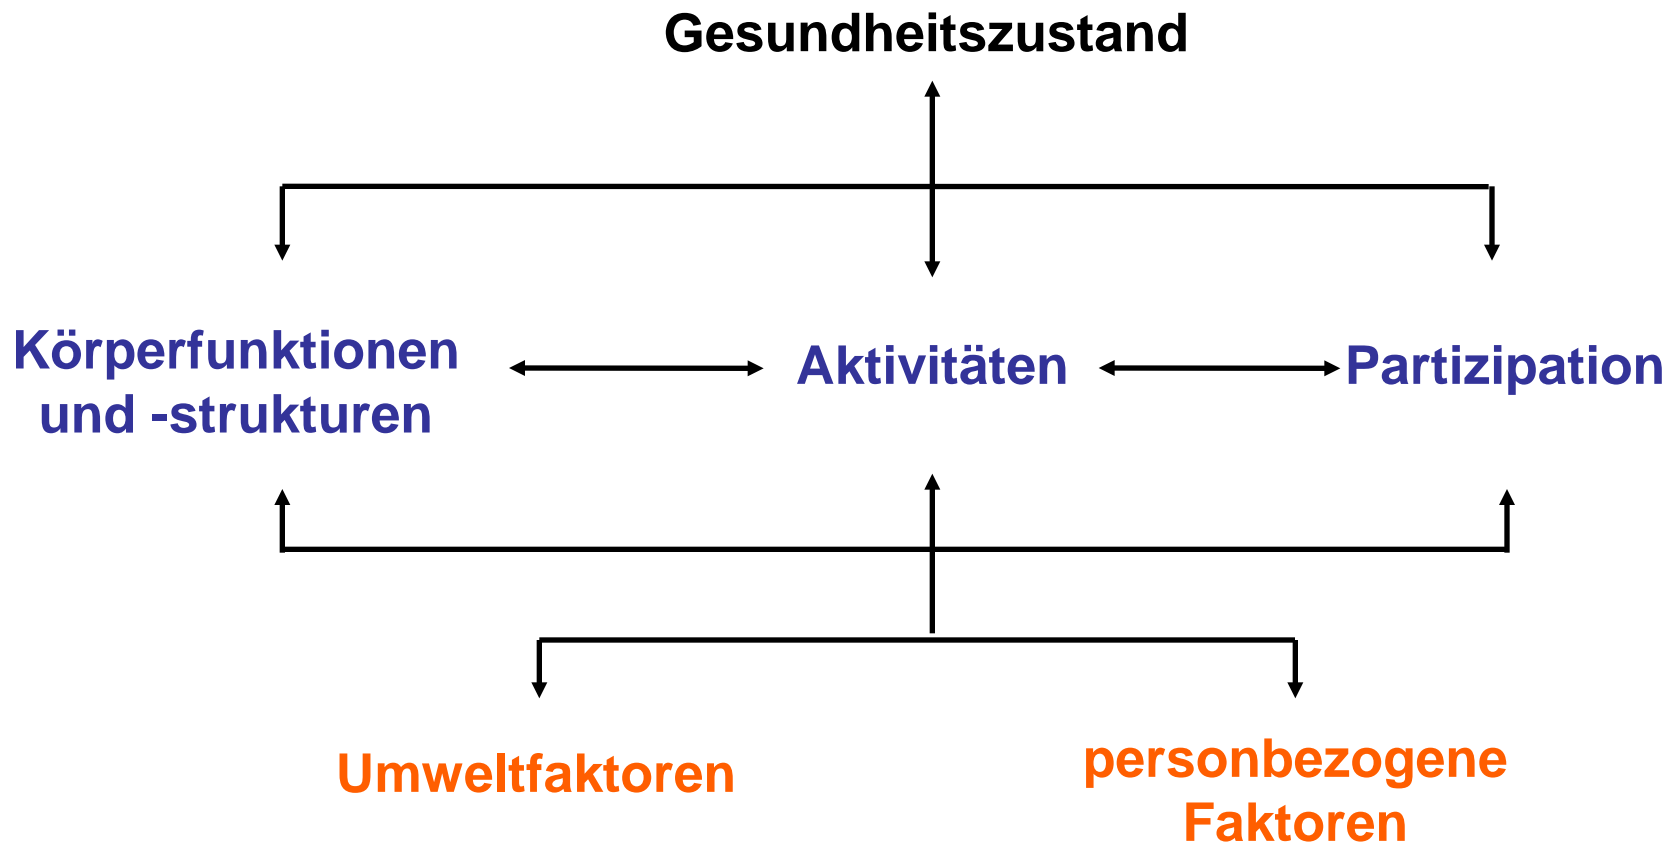 Gesundheitszustand
Körperfunktionen
und -strukturen
Aktivitäten
Partizipation
Umweltfaktoren
personbezogene
Faktoren